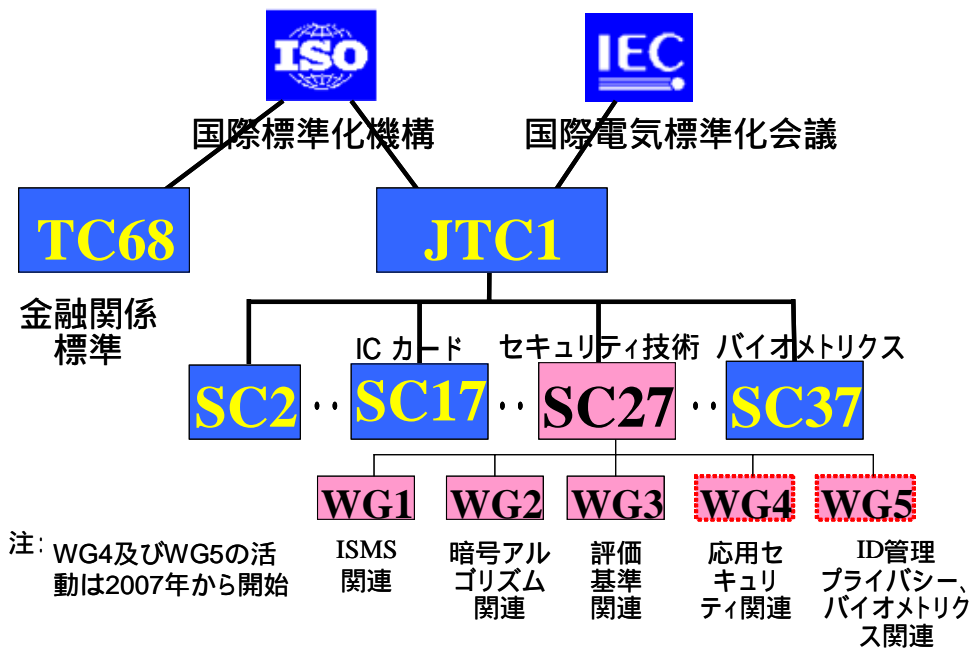 ISO
IEC
国際標準化機構
国際電気標準化会議
TC68
JTC1
金融関係
標準
IC カード
セキュリティ技術
バイオメトリクス
SC2 ‥ SC17 ‥ SC27 ‥ SC37
WG1
WG2
WG3
WG4
WG5
注:
WG4及びWG5の活
動は2007年から開始
ISMS
関連
暗号アル
ゴリズム
関連
評価
基準
関連
応用セ
キュリ
ティ関連
ID管理
プライバシー、
バイオメトリク
ス関連